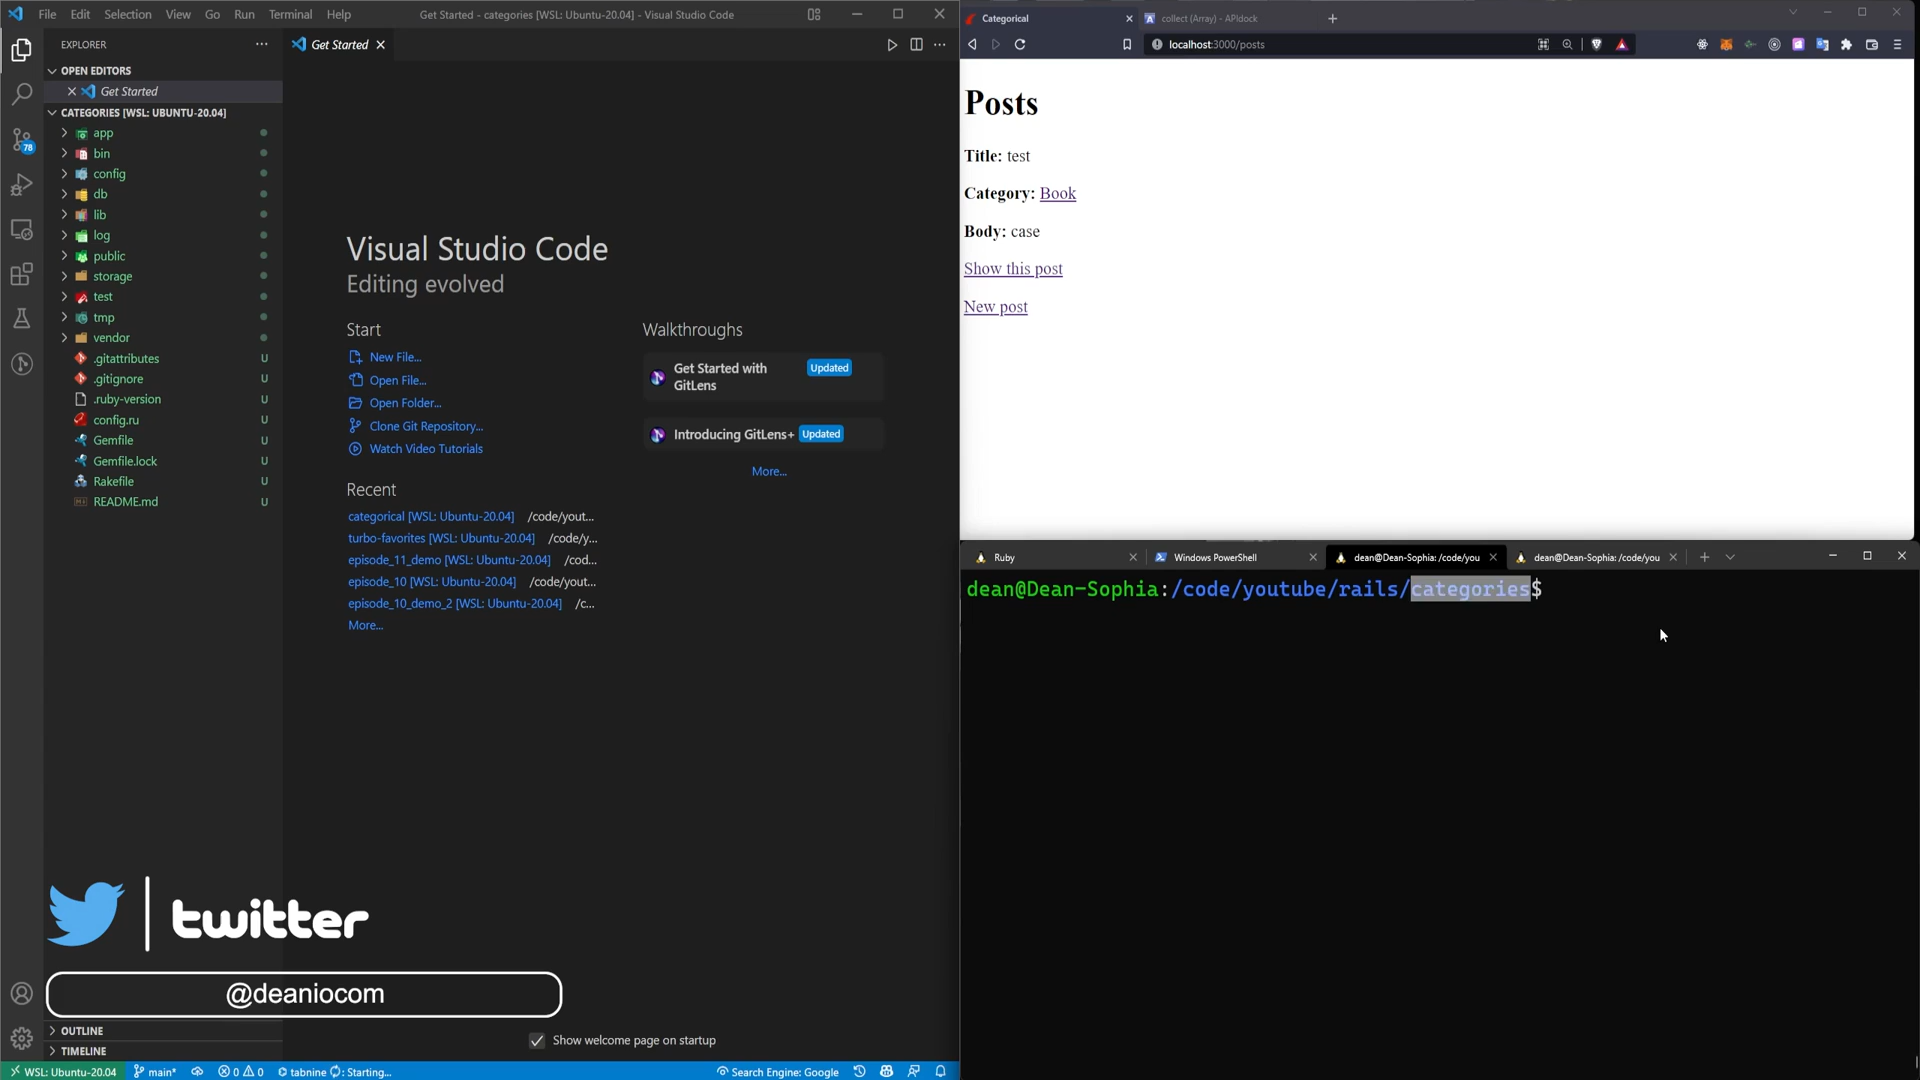 File Edit Selection View Go Run Terminal Help
Get Started - categories [WSL: Ubuntu-20.04] - Visual Studio Code
EXPLORER
Get Started
OPEN EDITORS
Get Started
CATEGORIES [WSL: UBUNTU-20.04]
app
bin
config
db
lib
log
public
storage
test
tmp
vendor
.gitattributes U
.gitignore U
.ruby-version U
config.ru U
Gemfile U
Gemfile.lock U
Rakefile U
README.md U
78
Visual Studio Code
Editing evolved
Start
New File...
Open File...
Open Folder...
Clone Git Repository...
Watch Video Tutorials
Recent
categorical [WSL: Ubuntu-20.04] /code/yout...
turbo-favorites [WSL: Ubuntu-20.04] /code/y...
episode_11_demo [WSL: Ubuntu-20.04] /cod...
episode_10 [WSL: Ubuntu-20.04] /code/yout...
episode_10_demo_2 [WSL: Ubuntu-20.04] /c...
More...
Walkthroughs
Get Started with
GitLens
Updated
Introducing GitLens+ Updated
More...
twitter
@deaniocom
Show welcome page on startup
OUTLINE
TIMELINE
WSL: Ubuntu-20.04 main* 0 0 tabnine : Starting... Search Engine: Google
Categorical
collect (Array) - APIdock
localhost:3000/posts
Posts
Title: test
Category: Book
Body: case
Show this post
New post
Ruby
Windows PowerShell
dean@Dean-Sophia: /code/you
dean@Dean-Sophia: /code/you
dean@Dean-Sophia:/code/youtube/rails/categories$